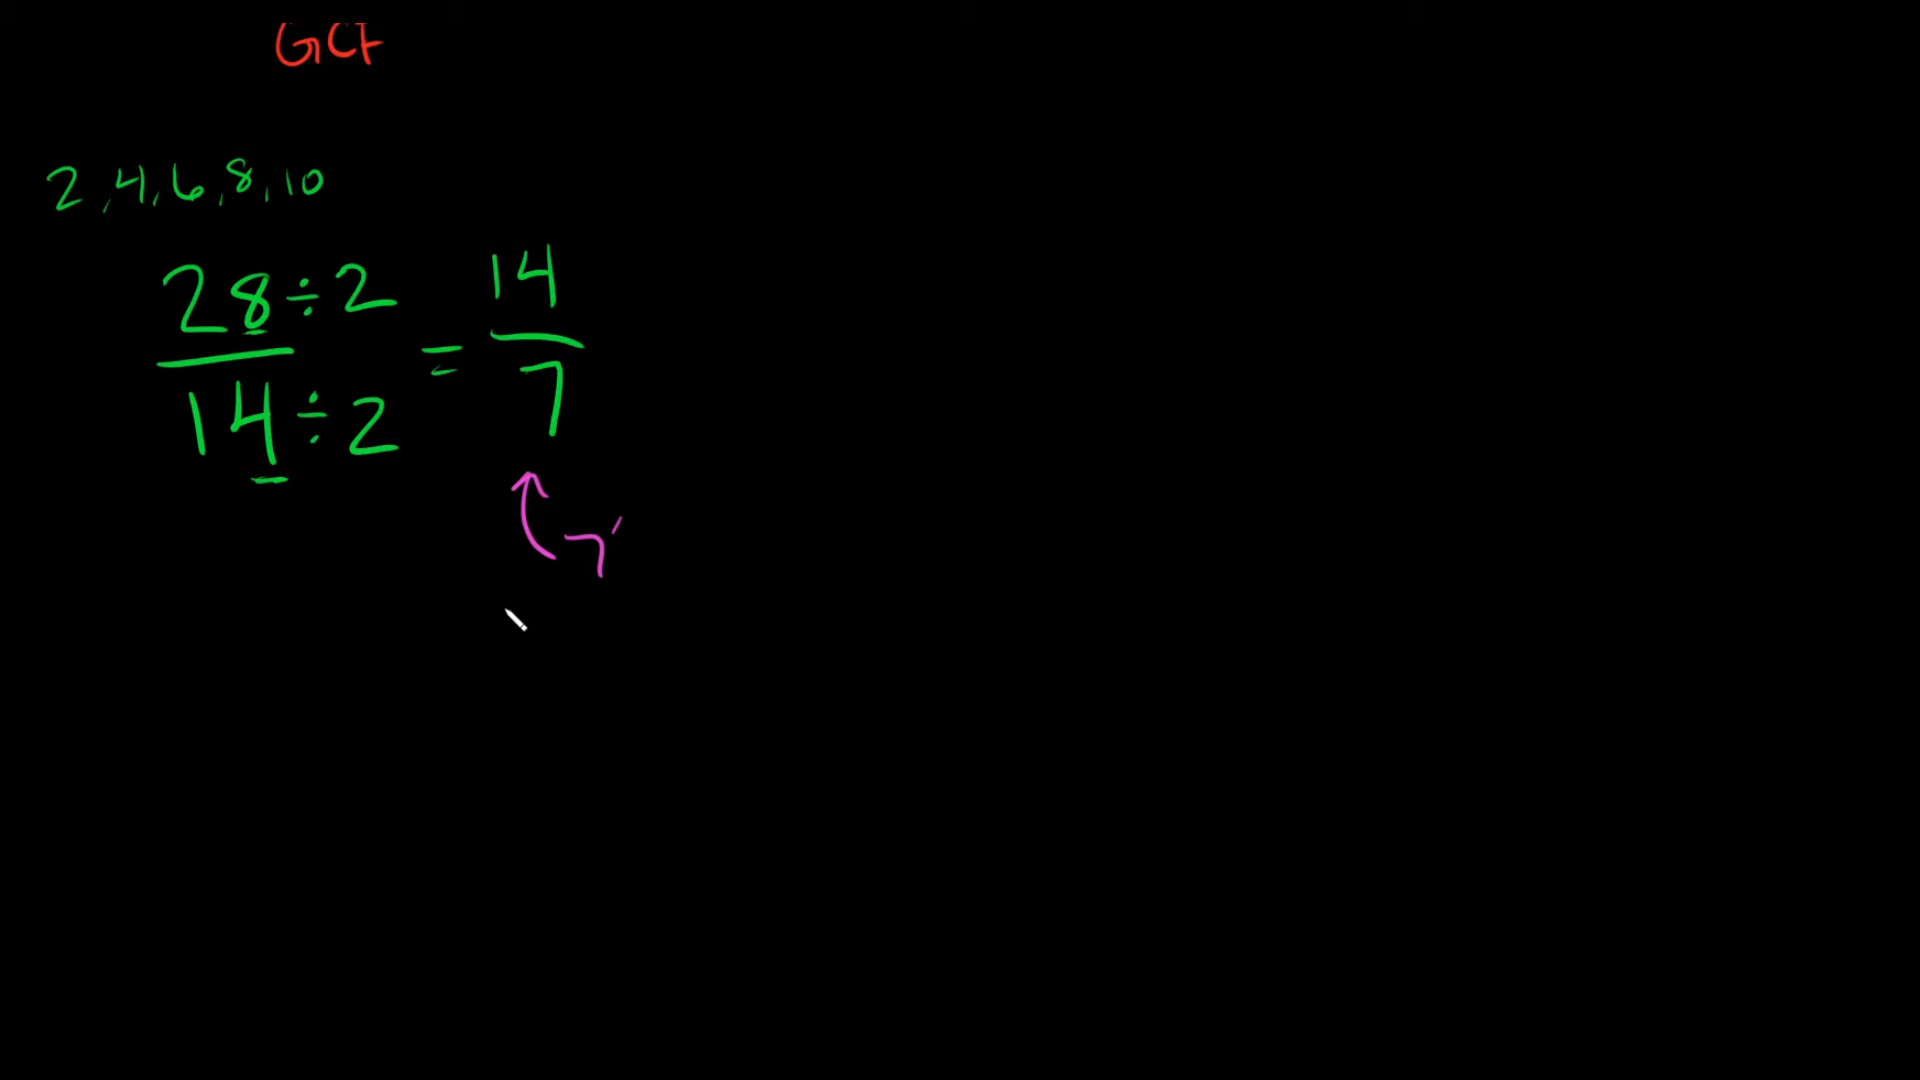 GCF
2, 4, 6, 8, 10
28 ÷ 2
14
=
14 ÷ 2
7
7'